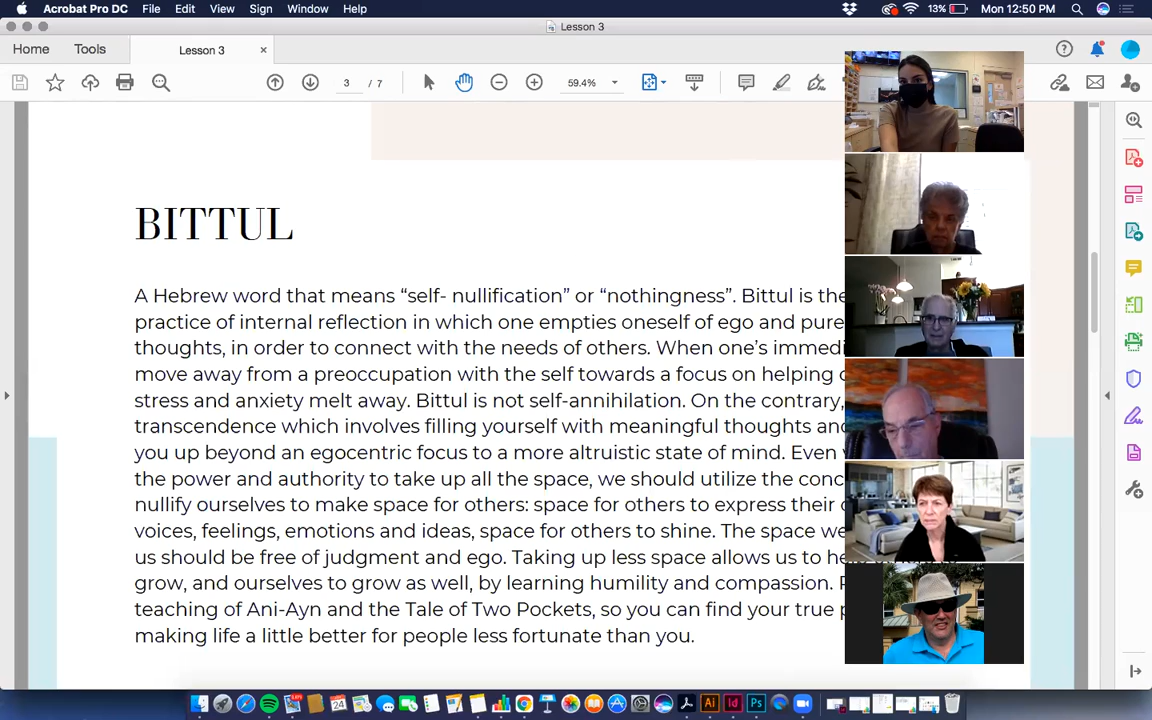 Acrobat Pro DC File Edit View Sign Window Help 13% Mon 12:50 PM
Lesson 3
Home Tools Lesson 3
3 / 7 59.4%
BITTUL
A Hebrew word that means “self- nullification” or “nothingness”. Bittul is the
practice of internal reflection in which one empties oneself of ego and pure
thoughts, in order to connect with the needs of others. When one’s immedi
move away from a preoccupation with the self towards a focus on helping
stress and anxiety melt away. Bittul is not self-annihilation. On the contrary,
transcendence which involves filling yourself with meaningful thoughts and
you up beyond an egocentric focus to a more altruistic state of mind. Even
the power and authority to take up all the space, we should utilize the conc
nullify ourselves to make space for others: space for others to express their
voices, feelings, emotions and ideas, space for others to shine. The space we
us should be free of judgment and ego. Taking up less space allows us to he
grow, and ourselves to grow as well, by learning humility and compassion.
teaching of Ani-Ayn and the Tale of Two Pockets, so you can find your true
making life a little better for people less fortunate than you.